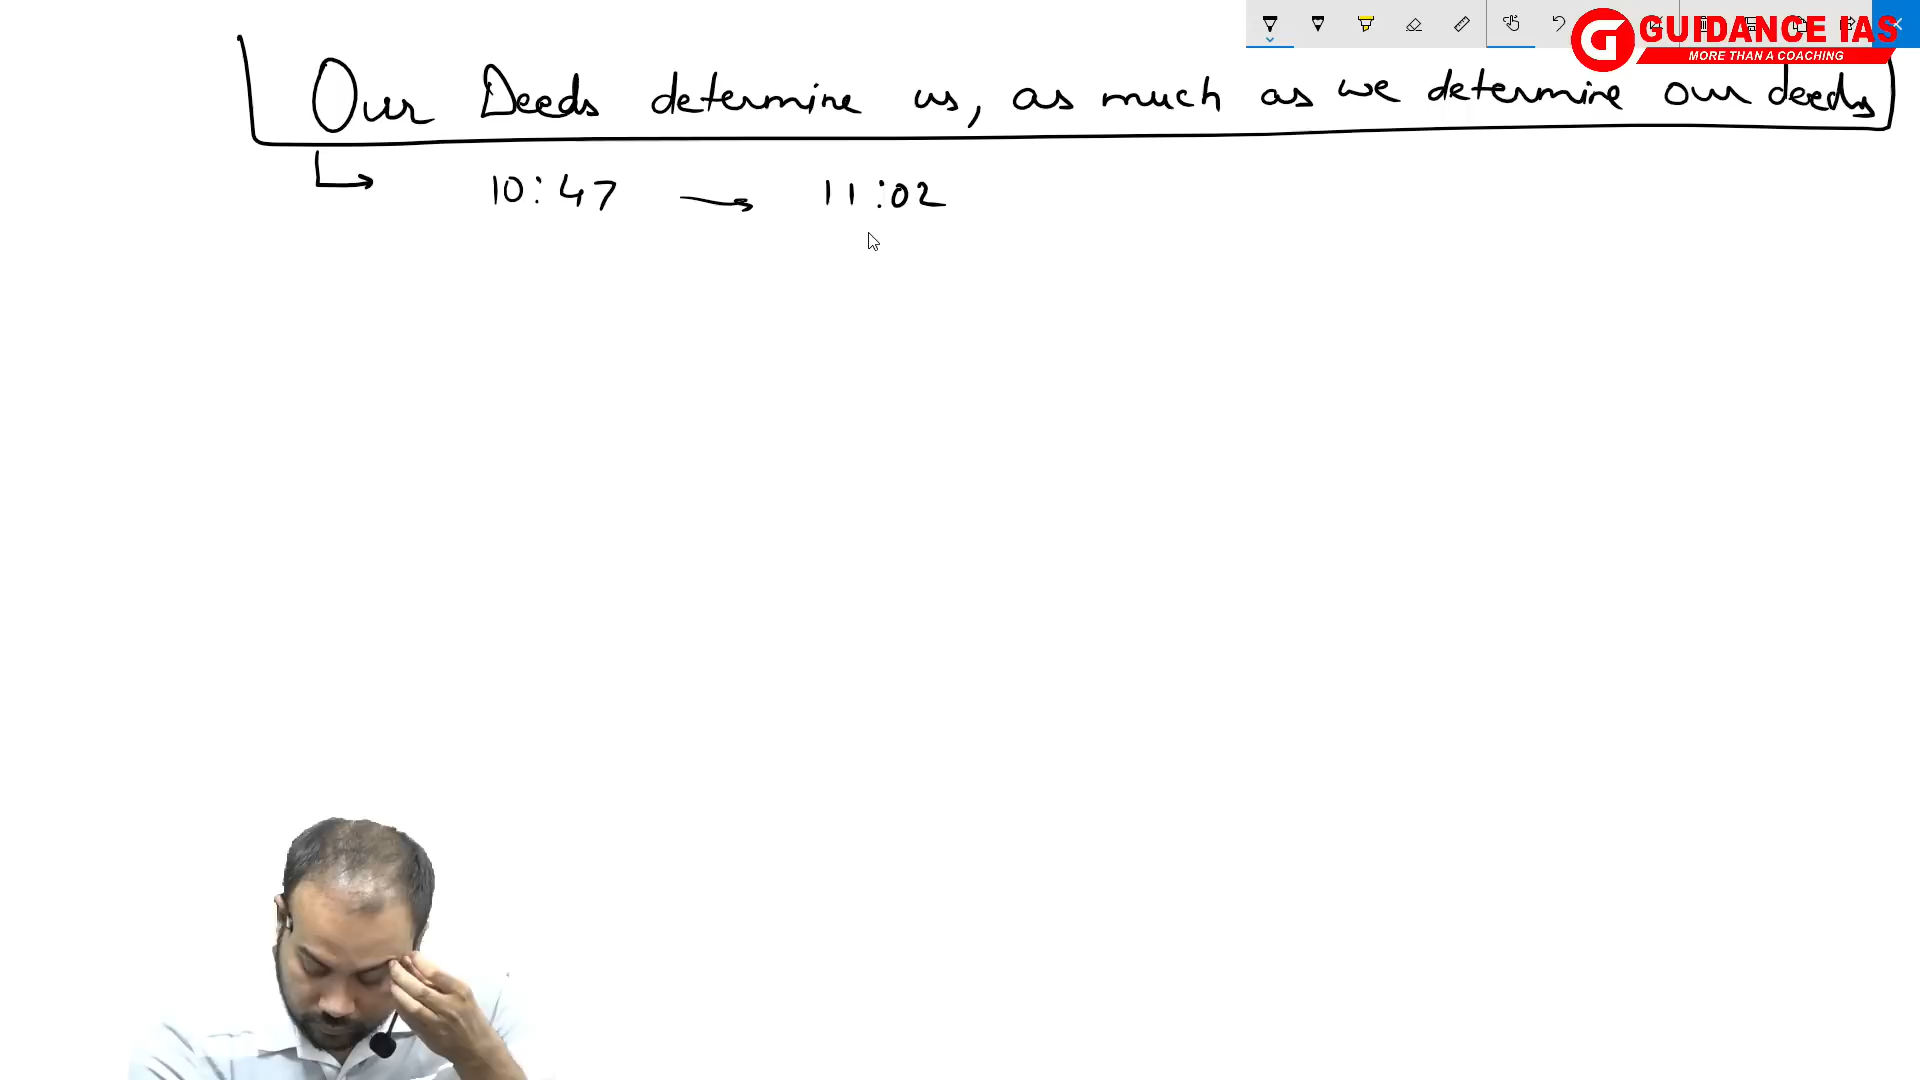 GUIDANCE IAS
MORE THAN A COACHING
Our Deeds determine us, as much as we determine our deeds
10:47 → 11:02